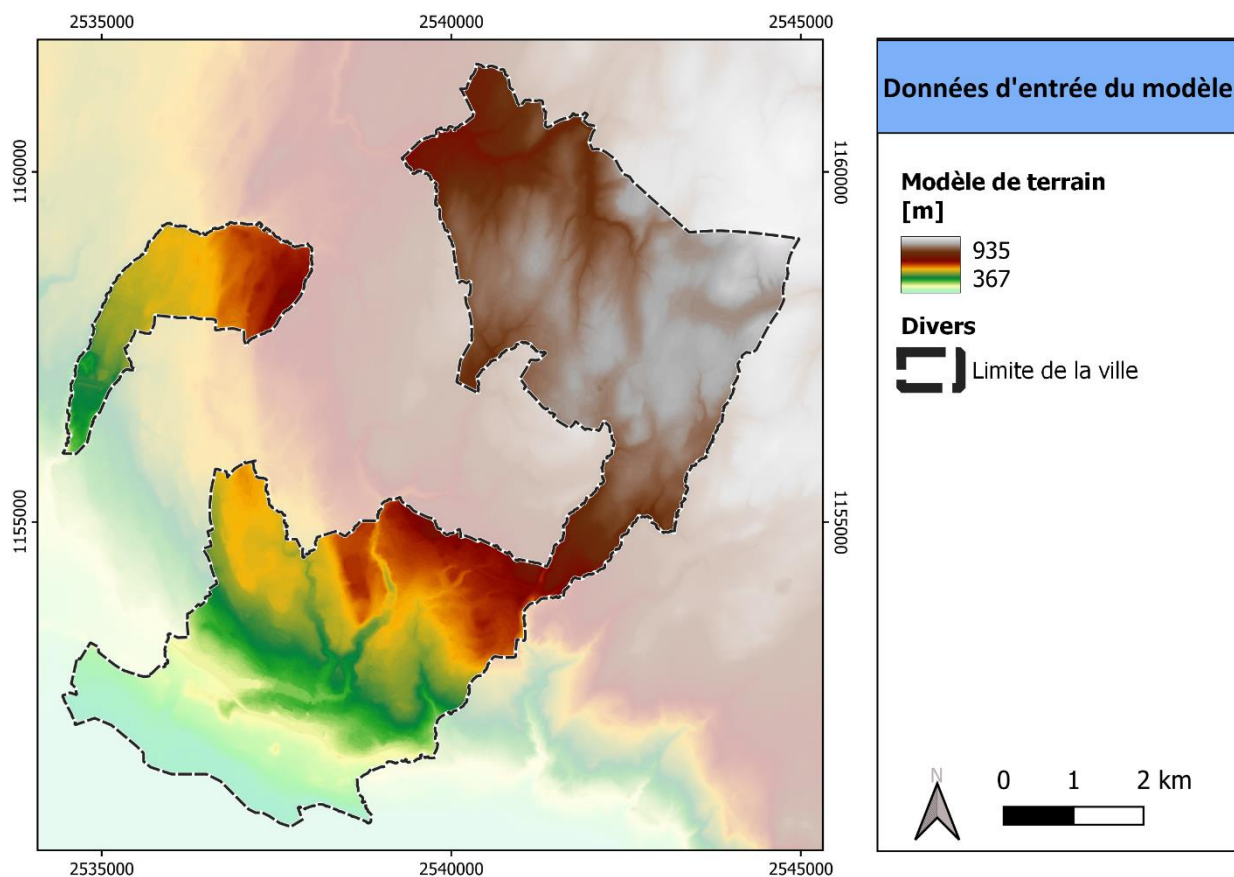 2535000 2540000 2545000
1160000 1160000
1155000 1155000
2535000 2540000 2545000
Données d'entrée du modèle
Modèle de terrain
[m]
935
367
Divers
Limite de la ville
N
0 1 2 km